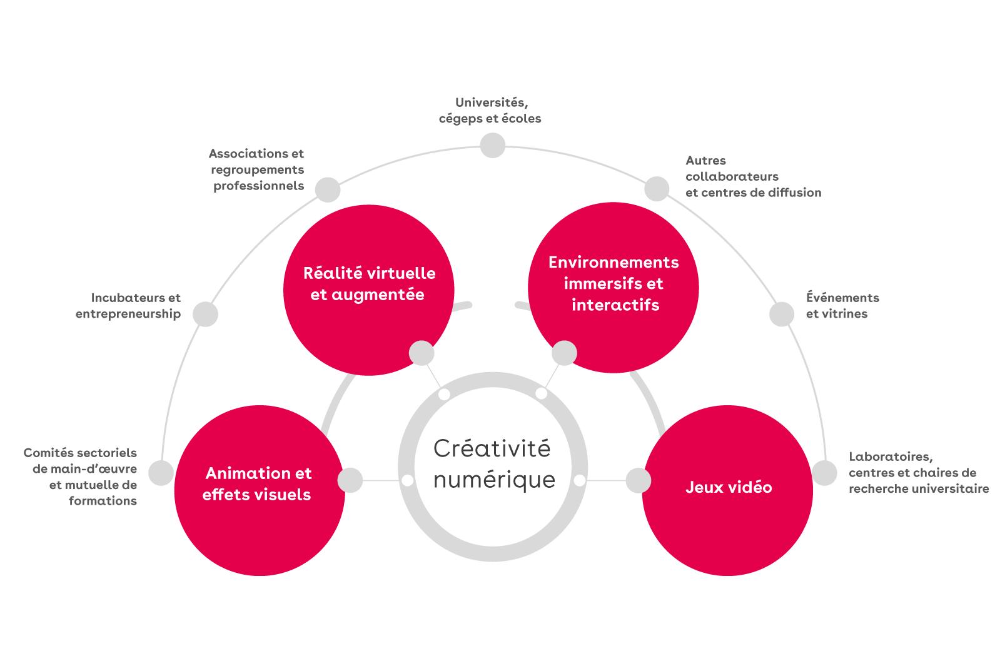 Universités,
cégeps et écoles
Associations et
regroupements
professionnels
Autres
collaborateurs
et centres de diffusion
Incubateurs et
entrepreneurship
Événements
et vitrines
Comités sectoriels
de main-d’œuvre
et mutuelle de
formations
Laboratoires,
centres et chaires de
recherche universitaire
Réalité virtuelle
et augmentée
Environnements
immersifs et
interactifs
Animation et
effets visuels
Créativité
numérique
Jeux vidéo